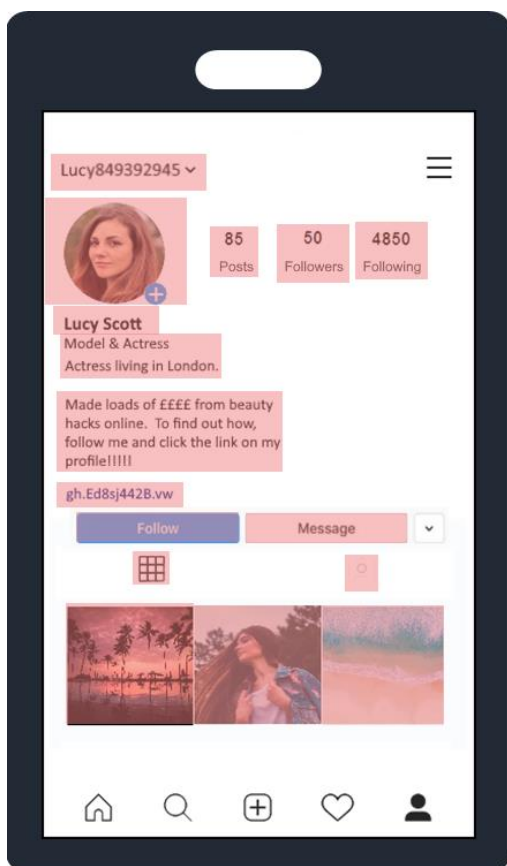 Lucy849392945
85 50 4850
Posts Followers Following
Lucy Scott
Model & Actress
Actress living in London.
Made loads of ££££ from beauty
hacks online. To find out how,
follow me and click the link on my
profile!!!!!
gh.Ed8sj442B.vw
Follow Message